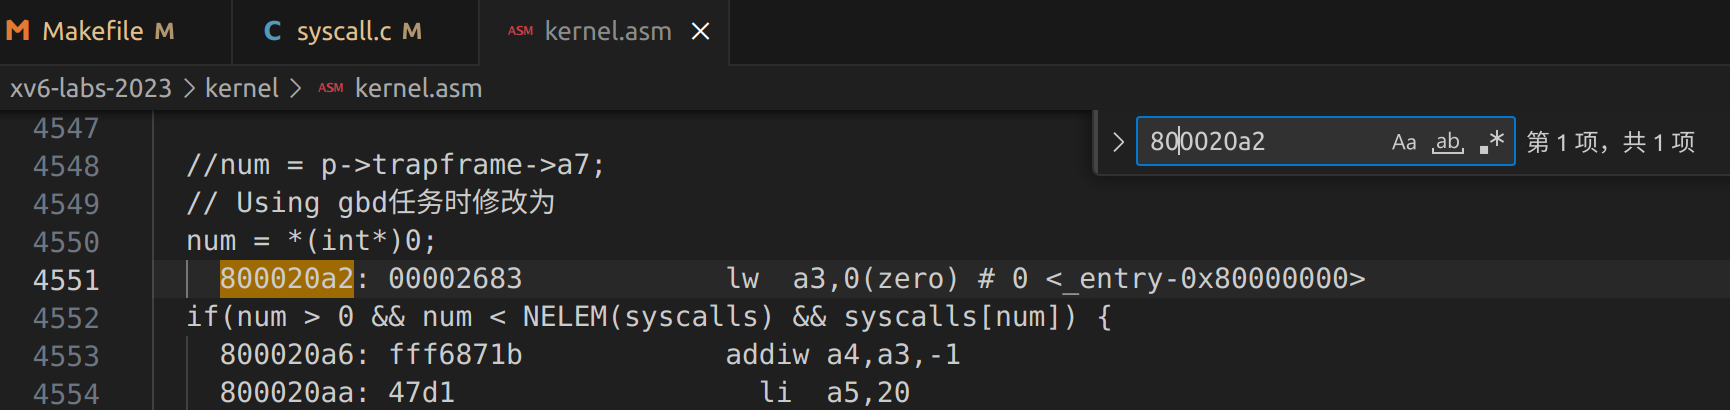 M Makefile M C syscall.c M ASM kernel.asm ×
xv6-labs-2023 > kernel > ASM kernel.asm
800020a2 Aa ab .* 第 1 项，共 1 项
4547
4548 //num = p->trapframe->a7;
4549 // Using gbd任务时修改为
4550 num = *(int*)0;
4551 800020a2: 00002683 lw a3,0(zero) # 0 <_entry-0x80000000>
4552 if(num > 0 && num < NELEM(syscalls) && syscalls[num]) {
4553 800020a6: fff6871b addiw a4,a3,-1
4554 800020aa: 47d1 li a5,20